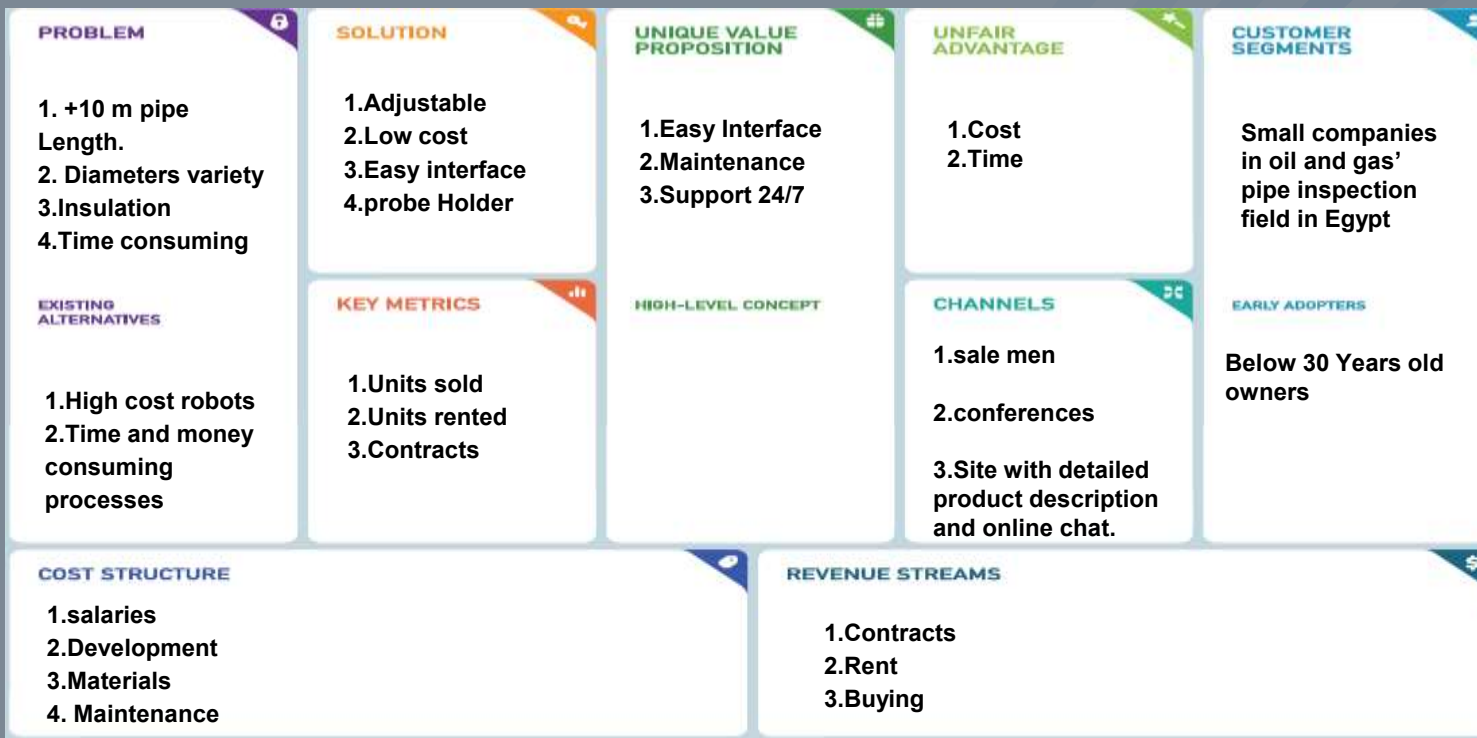 PROBLEM
1. +10 m pipe
Length.
2. Diameters variety
3.Insulation
4.Time consuming
EXISTING
ALTERNATIVES
1.High cost robots
2.Time and money
consuming
processes
SOLUTION
1.Adjustable
2.Low cost
3.Easy interface
4.probe Holder
KEY METRICS
1.Units sold
2.Units rented
3.Contracts
UNIQUE VALUE
PROPOSITION
1.Easy Interface
2.Maintenance
3.Support 24/7
HIGH-LEVEL CONCEPT
UNFAIR
ADVANTAGE
1.Cost
2.Time
CHANNELS
1.sale men
2.conferences
3.Site with detailed
product description
and online chat.
CUSTOMER
SEGMENTS
Small companies
in oil and gas’
pipe inspection
field in Egypt
EARLY ADOPTERS
Below 30 Years old
owners
COST STRUCTURE
1.salaries
2.Development
3.Materials
4. Maintenance
REVENUE STREAMS
1.Contracts
2.Rent
3.Buying